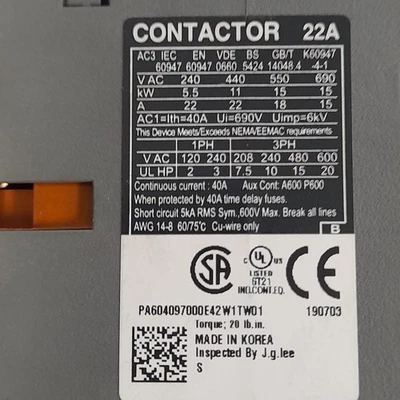 CONTACTOR 22A
AC3 IEC EN VDE BS GB/T K60947
60947 60947 0660 5424 14048.4 -4-1
V AC 240 440 550 690
kW 5.5 11 15 15
A 22 22 18 15
AC1=Ith=40A Ui=690V Uimp=6kV
This Device Meets/Exceeds NEMA/EEMAC requirements
1PH 3PH
V AC 120 240 208 240 480 600
UL HP 2 3 7.5 10 15 20
Continuous current : 40A Aux Cont: A600 P600
When protected by 40A time delay fuses.
Short circuit 5kA RMS Sym.,600V Max. Break all lines
AWG 14-8 60/75℃ Cu-wire only
B
SA
UL
LISTED
6T21
IND.CONT.EQ.
CE
PA604097000E42W1TW01 190703
Torque; 20 lb.in.
MADE IN KOREA
Inspected By J.g.lee
S